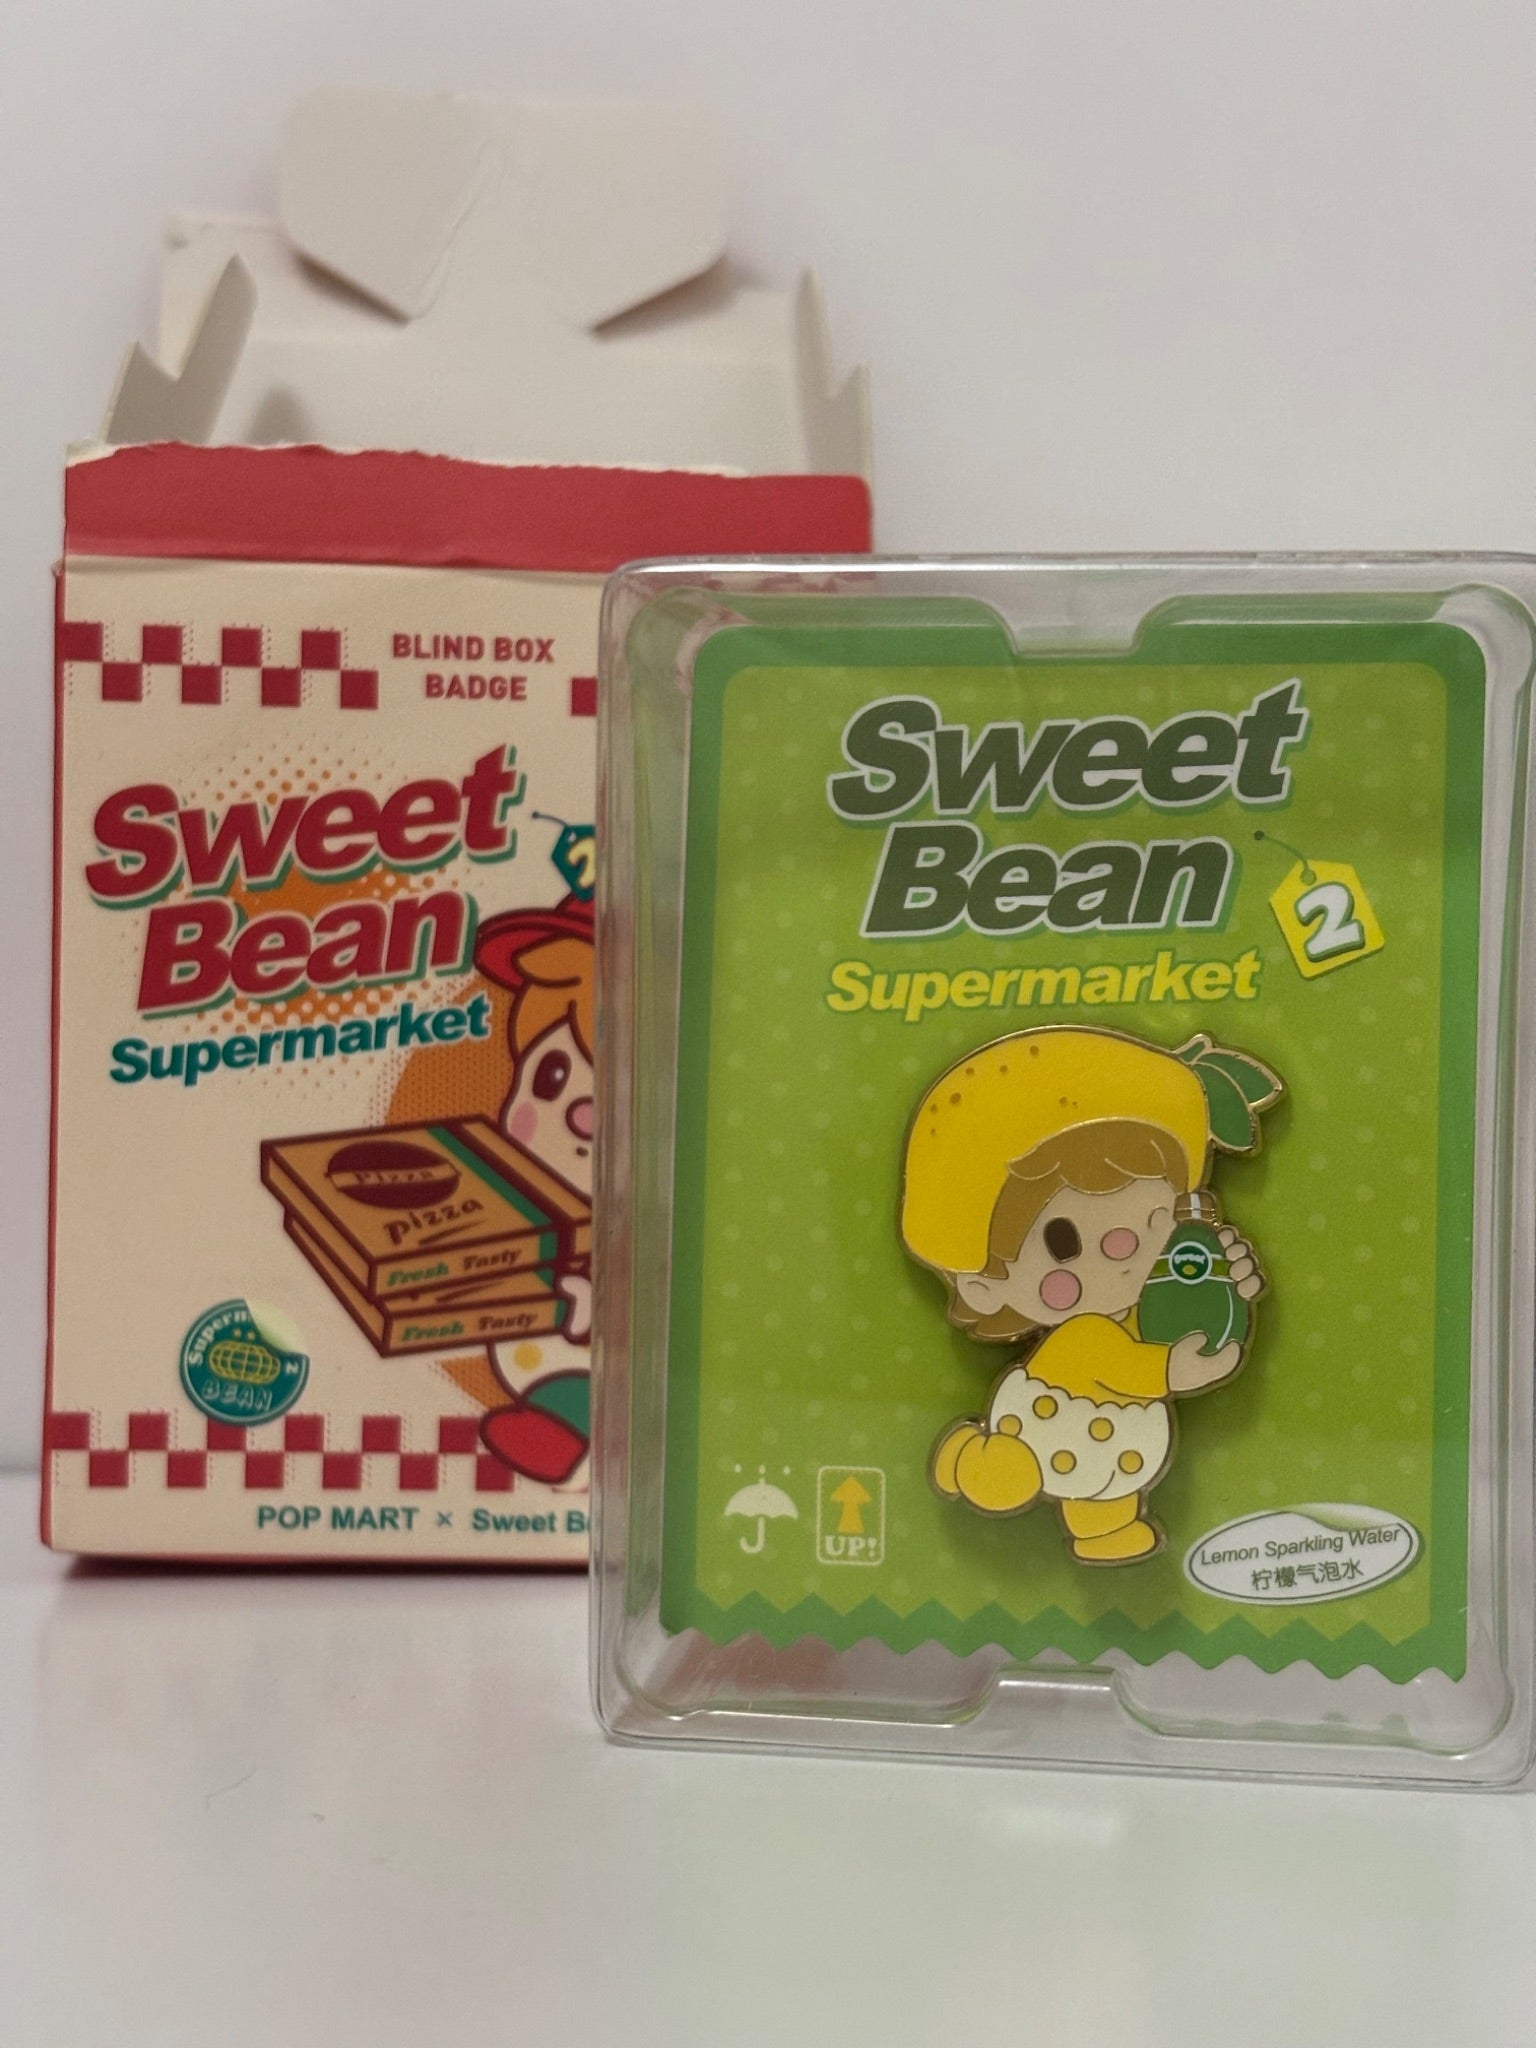 BLIND BOX
BADGE
Sweet
Bean
Supermarket
Pizza
pizza
Fresh Tasty
Fresh Tasty
BEAN
2
POP MART × Sweet
Sweet
Bean
2
Supermarket
UP!
Lemon Sparkling Water
柠檬气泡水